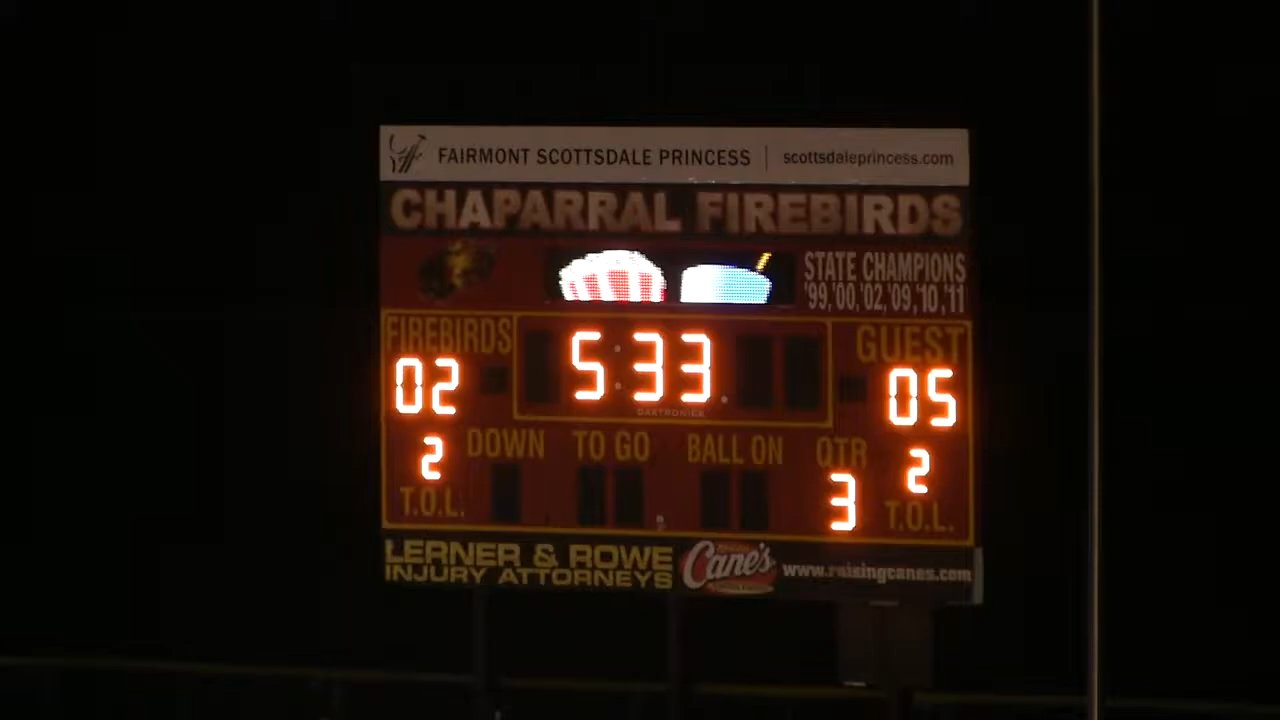 FAIRMONT SCOTTSDALE PRINCESS | scottsdaleprincess.com
CHAPARRAL FIREBIRDS
STATE CHAMPIONS
'99,'00,'02,'09,'10,'11
FIREBIRDS 5:33 GUEST
02 05
DAKTRONICS
DOWN TO GO BALL ON QTR
2 3 2
T.O.L. T.O.L.
LERNER & ROWE
INJURY ATTORNEYS
Cane's www.raisingcanes.com